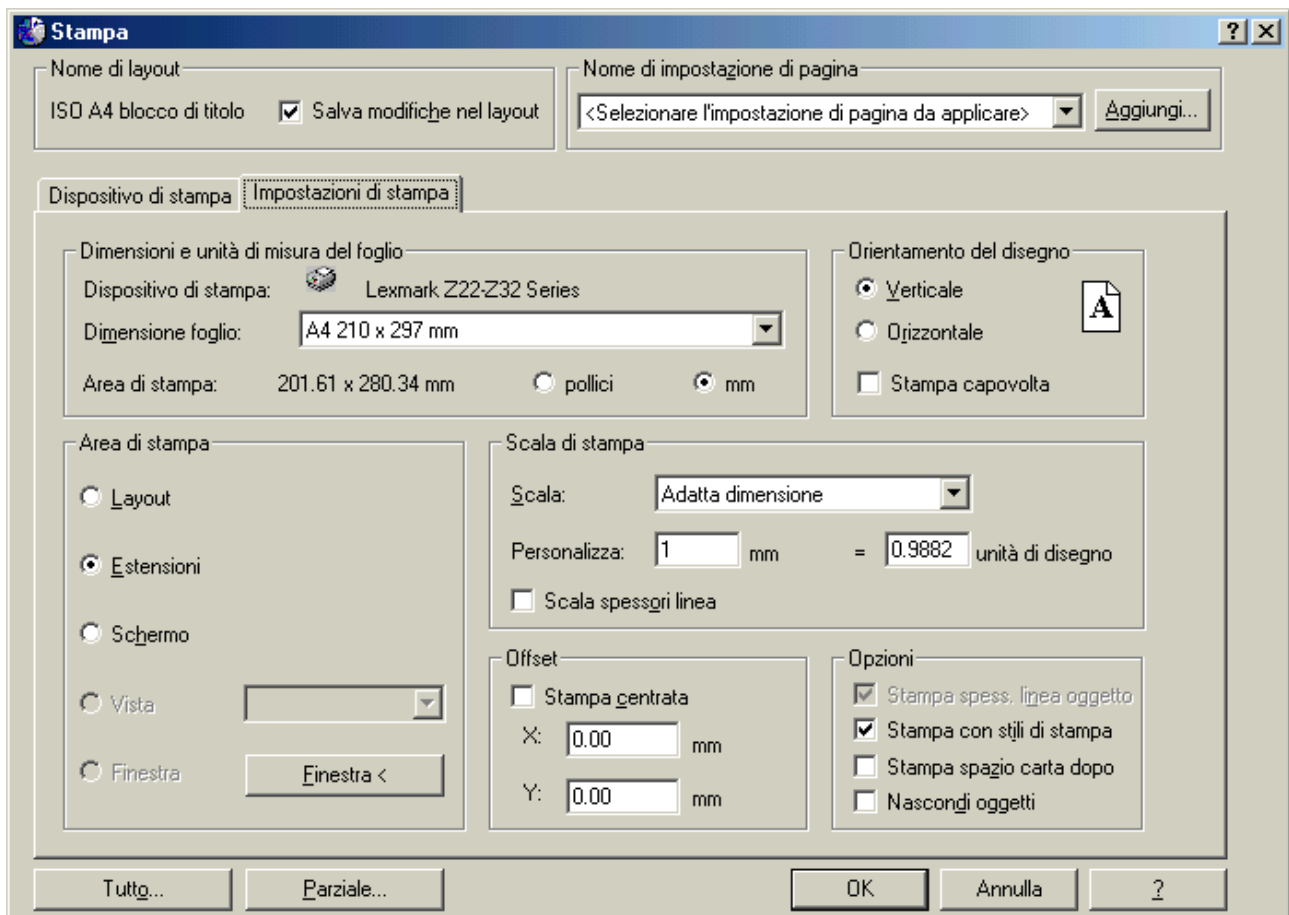 Stampa
Nome di layout
ISO A4 blocco di titolo
Salva modifiche nel layout
Nome di impostazione di pagina
<Selezionare l'impostazione di pagina da applicare>
Aggiungi...
Dispositivo di stampa
Impostazioni di stampa
Dimensioni e unità di misura del foglio
Dispositivo di stampa:
Lexmark Z22-Z32 Series
Dimensione foglio:
A4 210 x 297 mm
Area di stampa:
201.61 x 280.34 mm
pollici
mm
Orientamento del disegno
Verticale
Orizzontale
A
Stampa capovolta
Area di stampa
Layout
Estensioni
Schermo
Vista
Finestra
Finestra <
Scala di stampa
Scala:
Adatta dimensione
Personalizza:
1
mm
=
0.9882
unità di disegno
Scala spessori linea
Offset
Stampa centrata
X:
0.00
mm
Y:
0.00
mm
Opzioni
Stampa spess. linea oggetto
Stampa con stili di stampa
Stampa spazio carta dopo
Nascondi oggetti
Tutto...
Parziale...
OK
Annulla
?